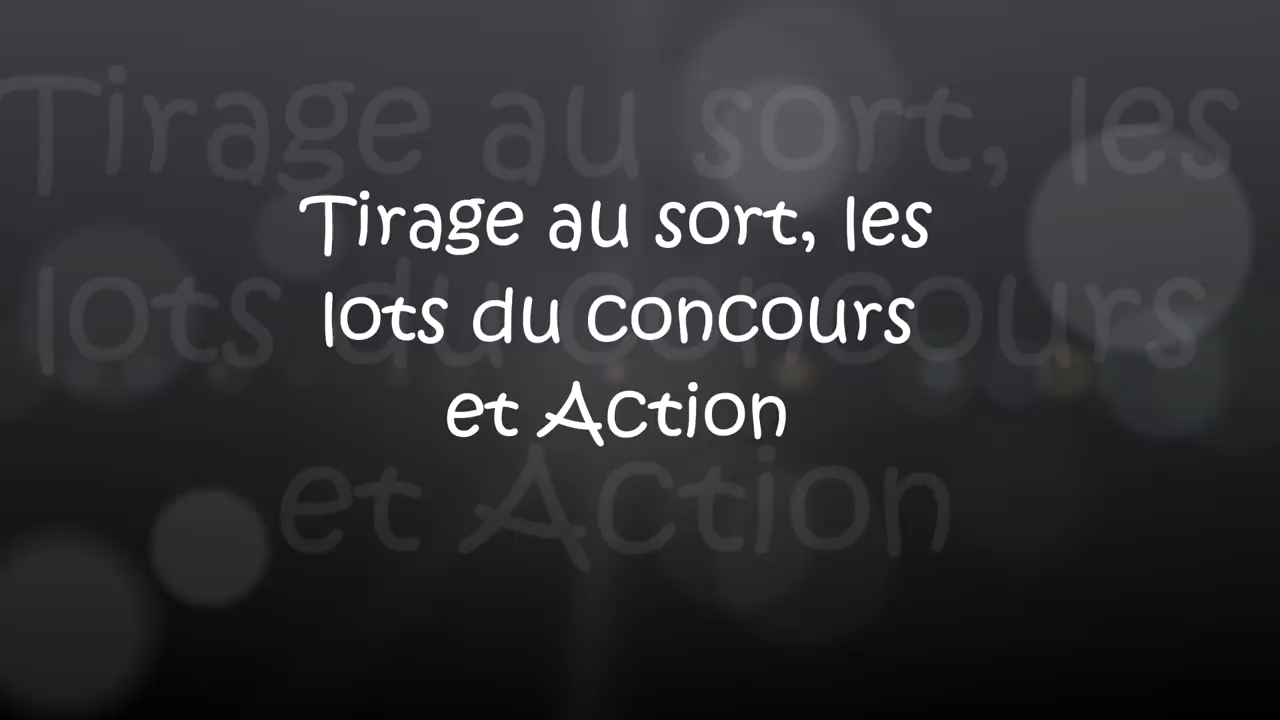 Tirage au sort, les
lots du concours
et Action